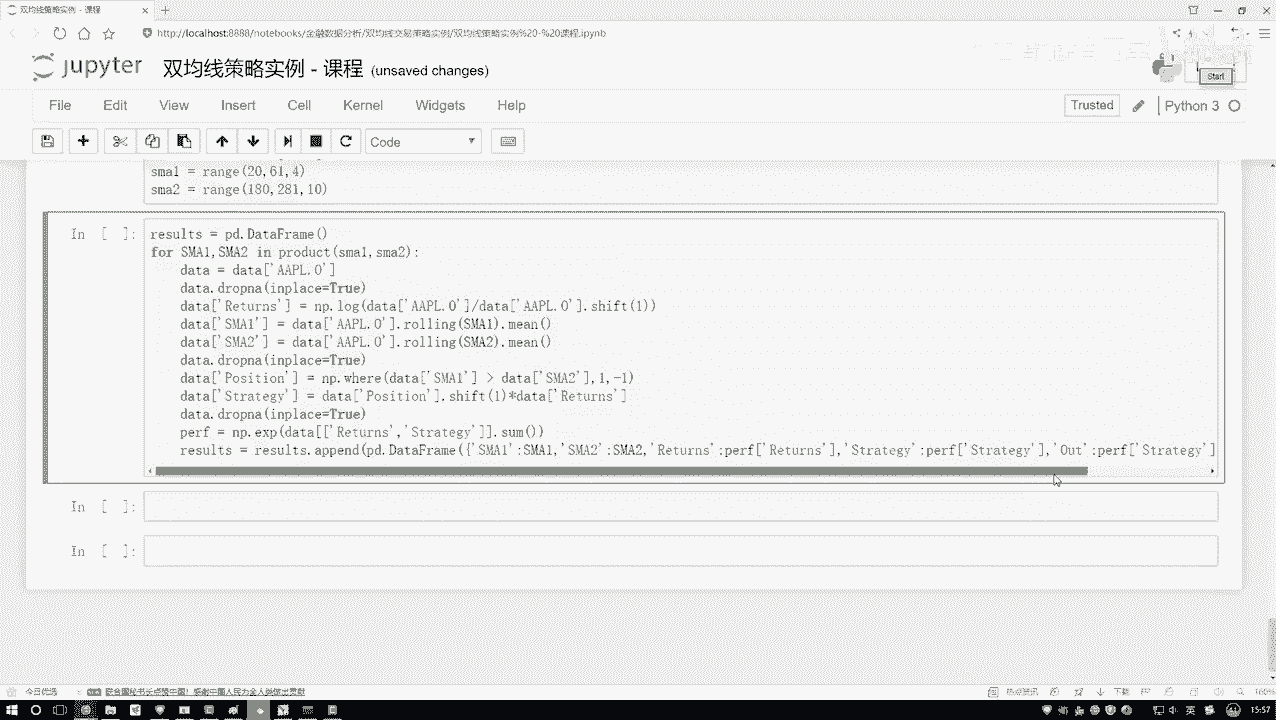 双均线策略实例 - 课程
http://localhost:8888/notebooks/金融数据分析/双均线交易策略实例/双均线策略实例%20-%20课程.ipynb
jupyter 双均线策略实例 - 课程 (unsaved changes)
Start
File Edit View Insert Cell Kernel Widgets Help
Trusted Python 3
Code
sma1 = range(20,61,4)
sma2 = range(180,281,10)
In [ ]: results = pd.DataFrame()
for SMA1,SMA2 in product(sma1,sma2):
data = data['AAPL.O']
data.dropna(inplace=True)
data['Returns'] = np.log(data['AAPL.O']/data['AAPL.O'].shift(1))
data['SMA1'] = data['AAPL.O'].rolling(SMA1).mean()
data['SMA2'] = data['AAPL.O'].rolling(SMA2).mean()
data.dropna(inplace=True)
data['Position'] = np.where(data['SMA1'] > data['SMA2'],1,-1)
data['Strategy'] = data['Position'].shift(1)*data['Returns']
data.dropna(inplace=True)
perf = np.exp(data[['Returns','Strategy']].sum())
results = results.append(pd.DataFrame({'SMA1':SMA1,'SMA2':SMA2,'Returns':perf['Returns'],'Strategy':perf['Strategy'],'Out':perf['Strategy']
In [ ]:
In [ ]:
今日优选
下载
160%
英
15:57